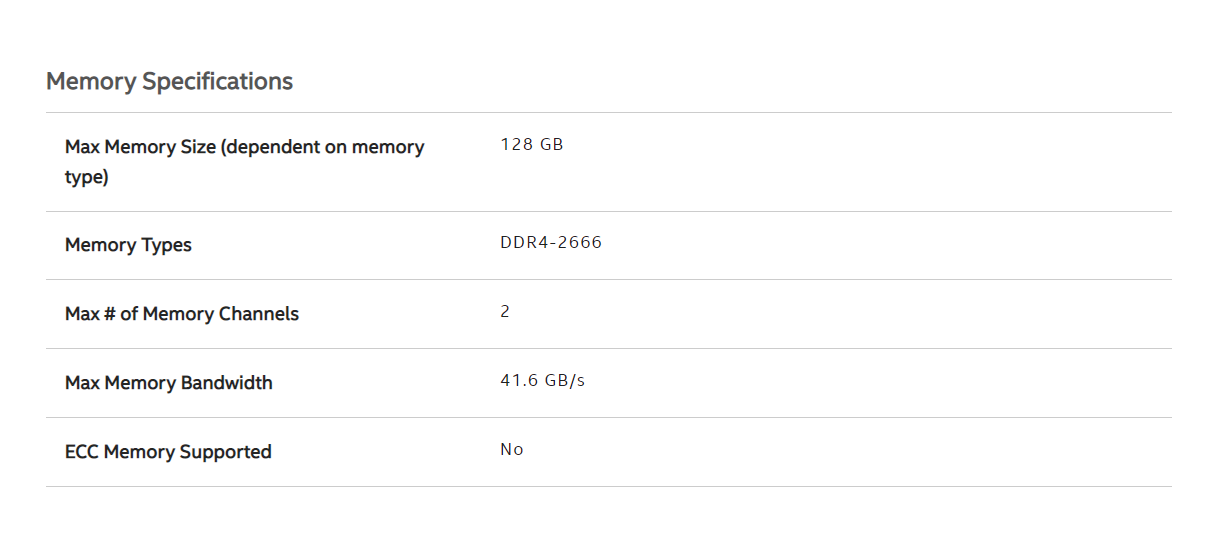 Memory Specifications
Max Memory Size (dependent on memory
type)
128 GB
Memory Types
DDR4-2666
Max # of Memory Channels
2
Max Memory Bandwidth
41.6 GB/s
ECC Memory Supported
No